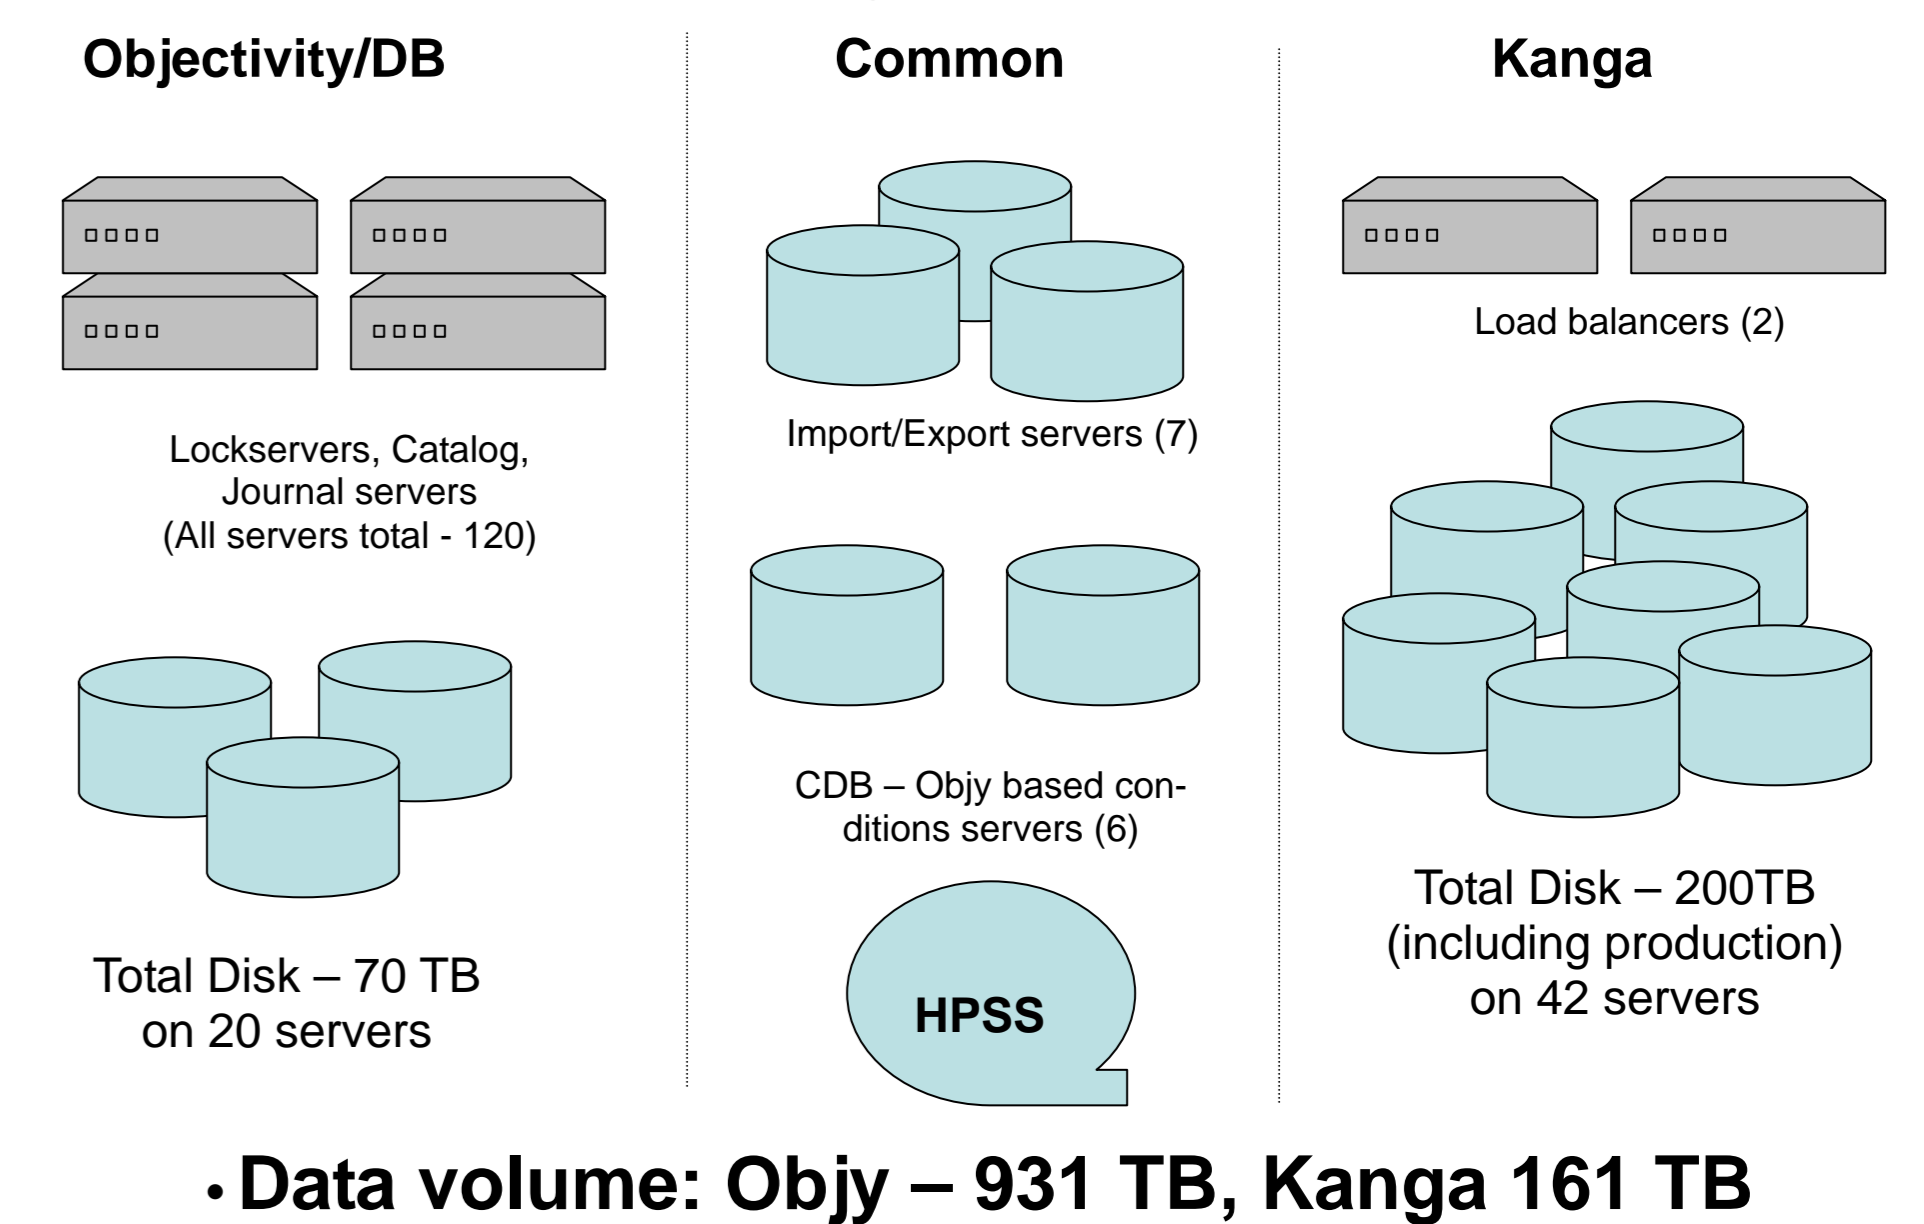 Objectivity/DB
Common
Kanga
Lockservers, Catalog,
Journal servers
(All servers total - 120)
Total Disk – 70 TB
on 20 servers
Import/Export servers (7)
CDB – Objy based con-
ditions servers (6)
HPSS
Load balancers (2)
Total Disk – 200TB
(including production)
on 42 servers
• Data volume: Objy – 931 TB, Kanga 161 TB